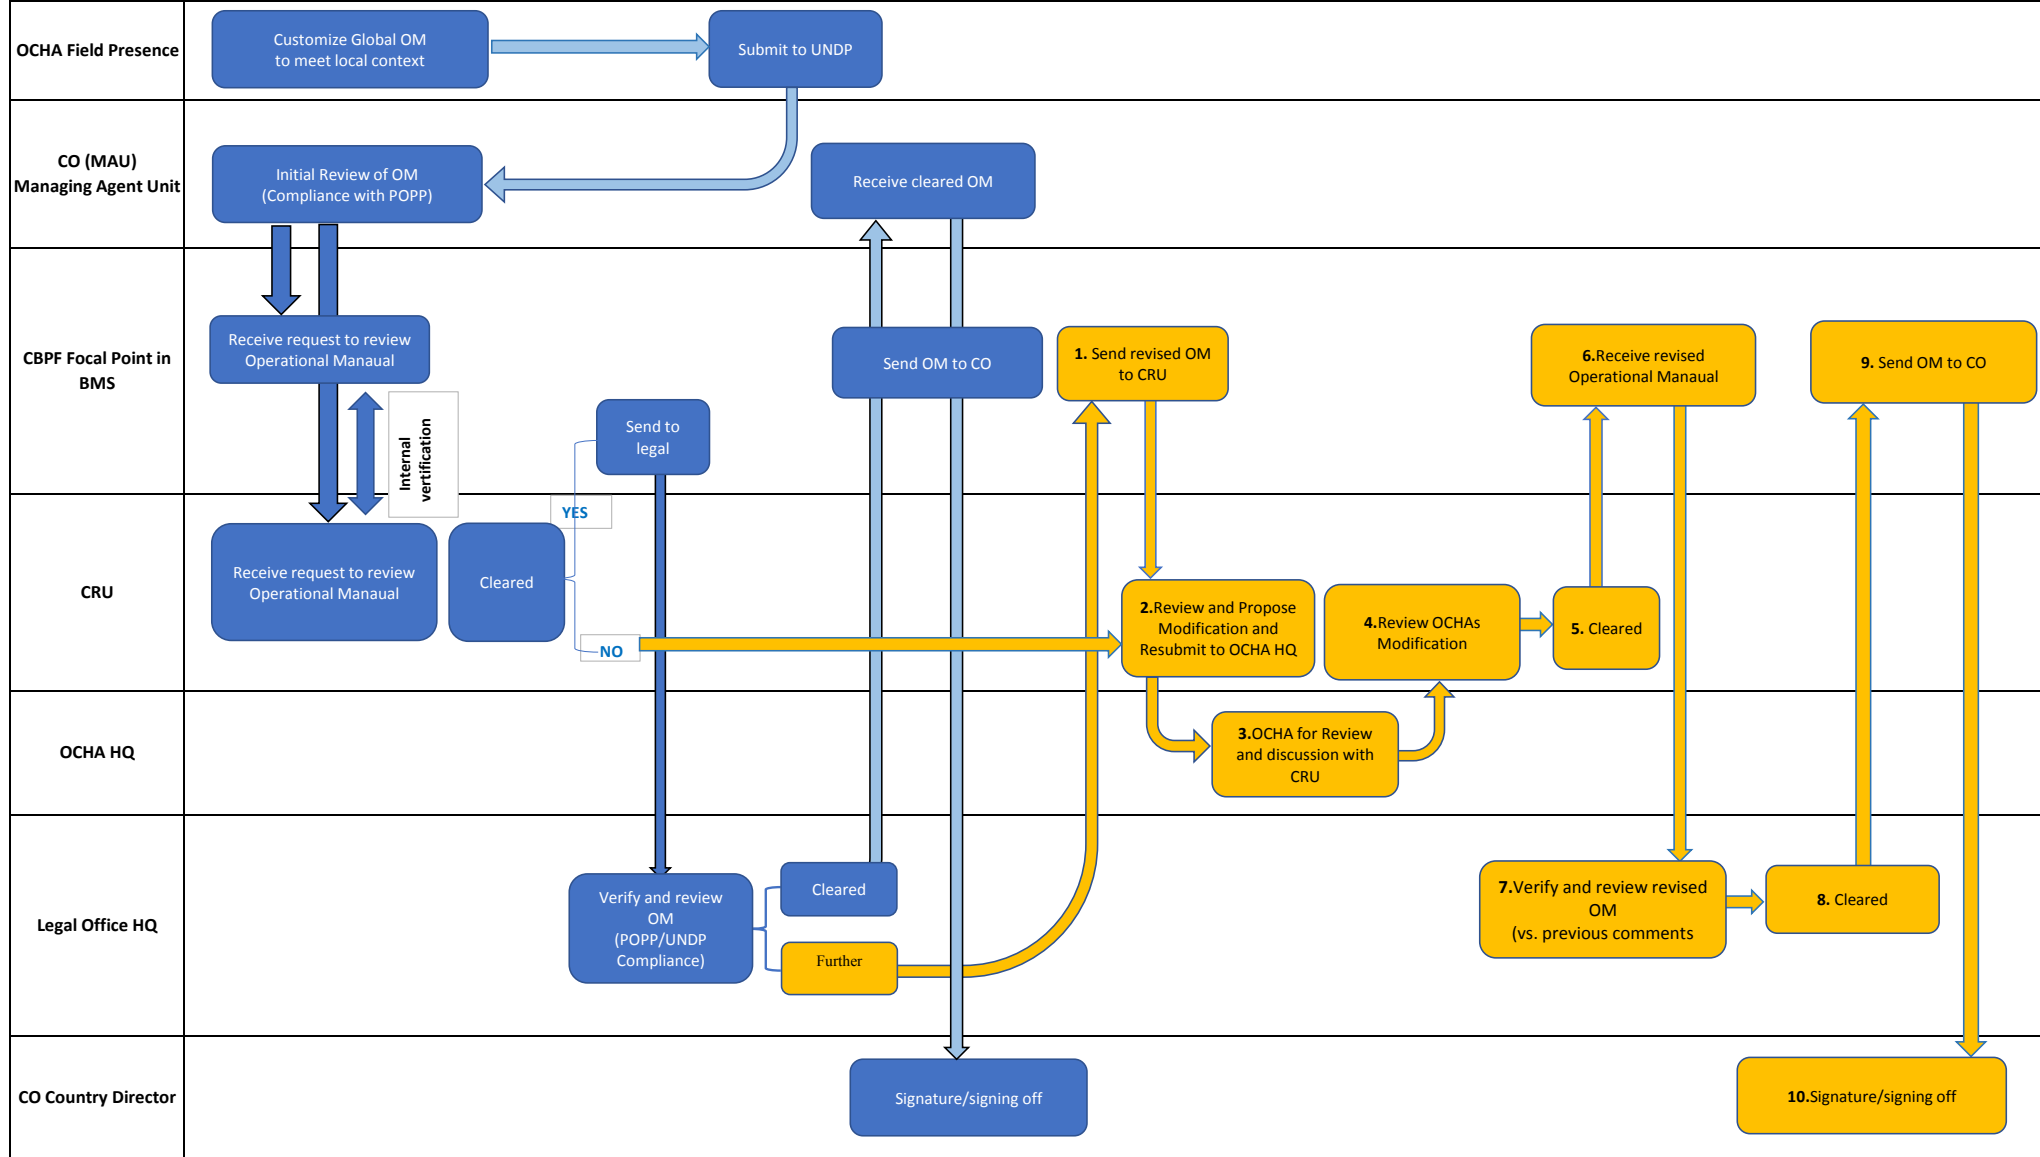 OCHA Field Presence
Customize Global OM
to meet local context
Submit to UNDP
CO (MAU)
Managing Agent Unit
Initial Review of OM
(Compliance with POPP)
Receive cleared OM
CBPF Focal Point in
BMS
Receive request to review
Operational Manaual
Internal
vertification
Send to
legal
Send OM to CO
1. Send revised OM
to CRU
6.Receive revised
Operational Manaual
9. Send OM to CO
CRU
Receive request to review
Operational Manaual
Cleared
YES
NO
2.Review and Propose
Modification and
Resubmit to OCHA HQ
4.Review OCHAs
Modification
5. Cleared
OCHA HQ
3.OCHA for Review
and discussion with
CRU
Legal Office HQ
Verify and review
OM
(POPP/UNDP
Compliance)
Cleared
Further
7.Verify and review revised
OM
(vs. previous comments
8. Cleared
CO Country Director
Signature/signing off
10.Signature/signing off